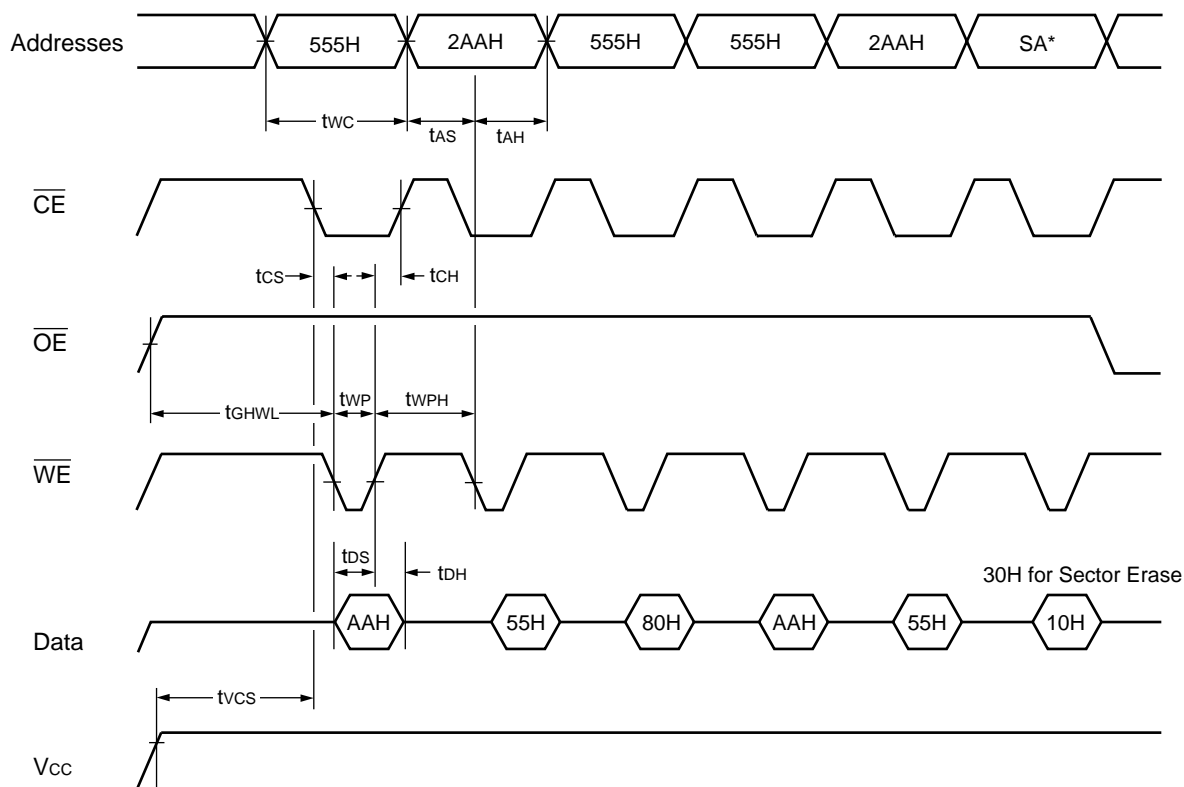 Addresses 555H 2AAH 555H 555H 2AAH SA*
tWC tAS tAH
CE
tCS tCH
OE
tGHWL tWP tWPH
WE
tDS tDH
30H for Sector Erase
Data AAH 55H 80H AAH 55H 10H
tVCS
VCC